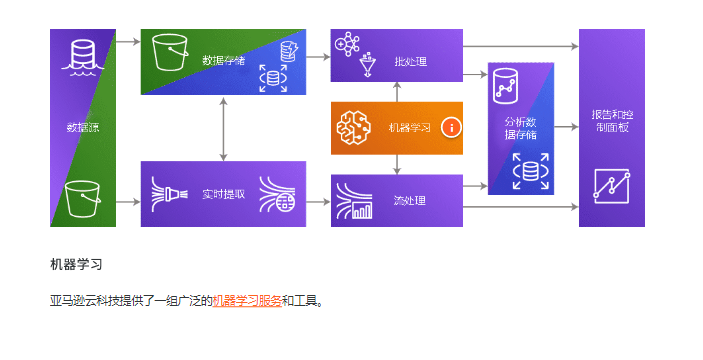 数据源
数据存储
实时提取
批处理
机器学习
流处理
分析数
据存储
报告和控
制面板
机器学习
亚马逊云科技提供了一组广泛的机器学习服务和工具。